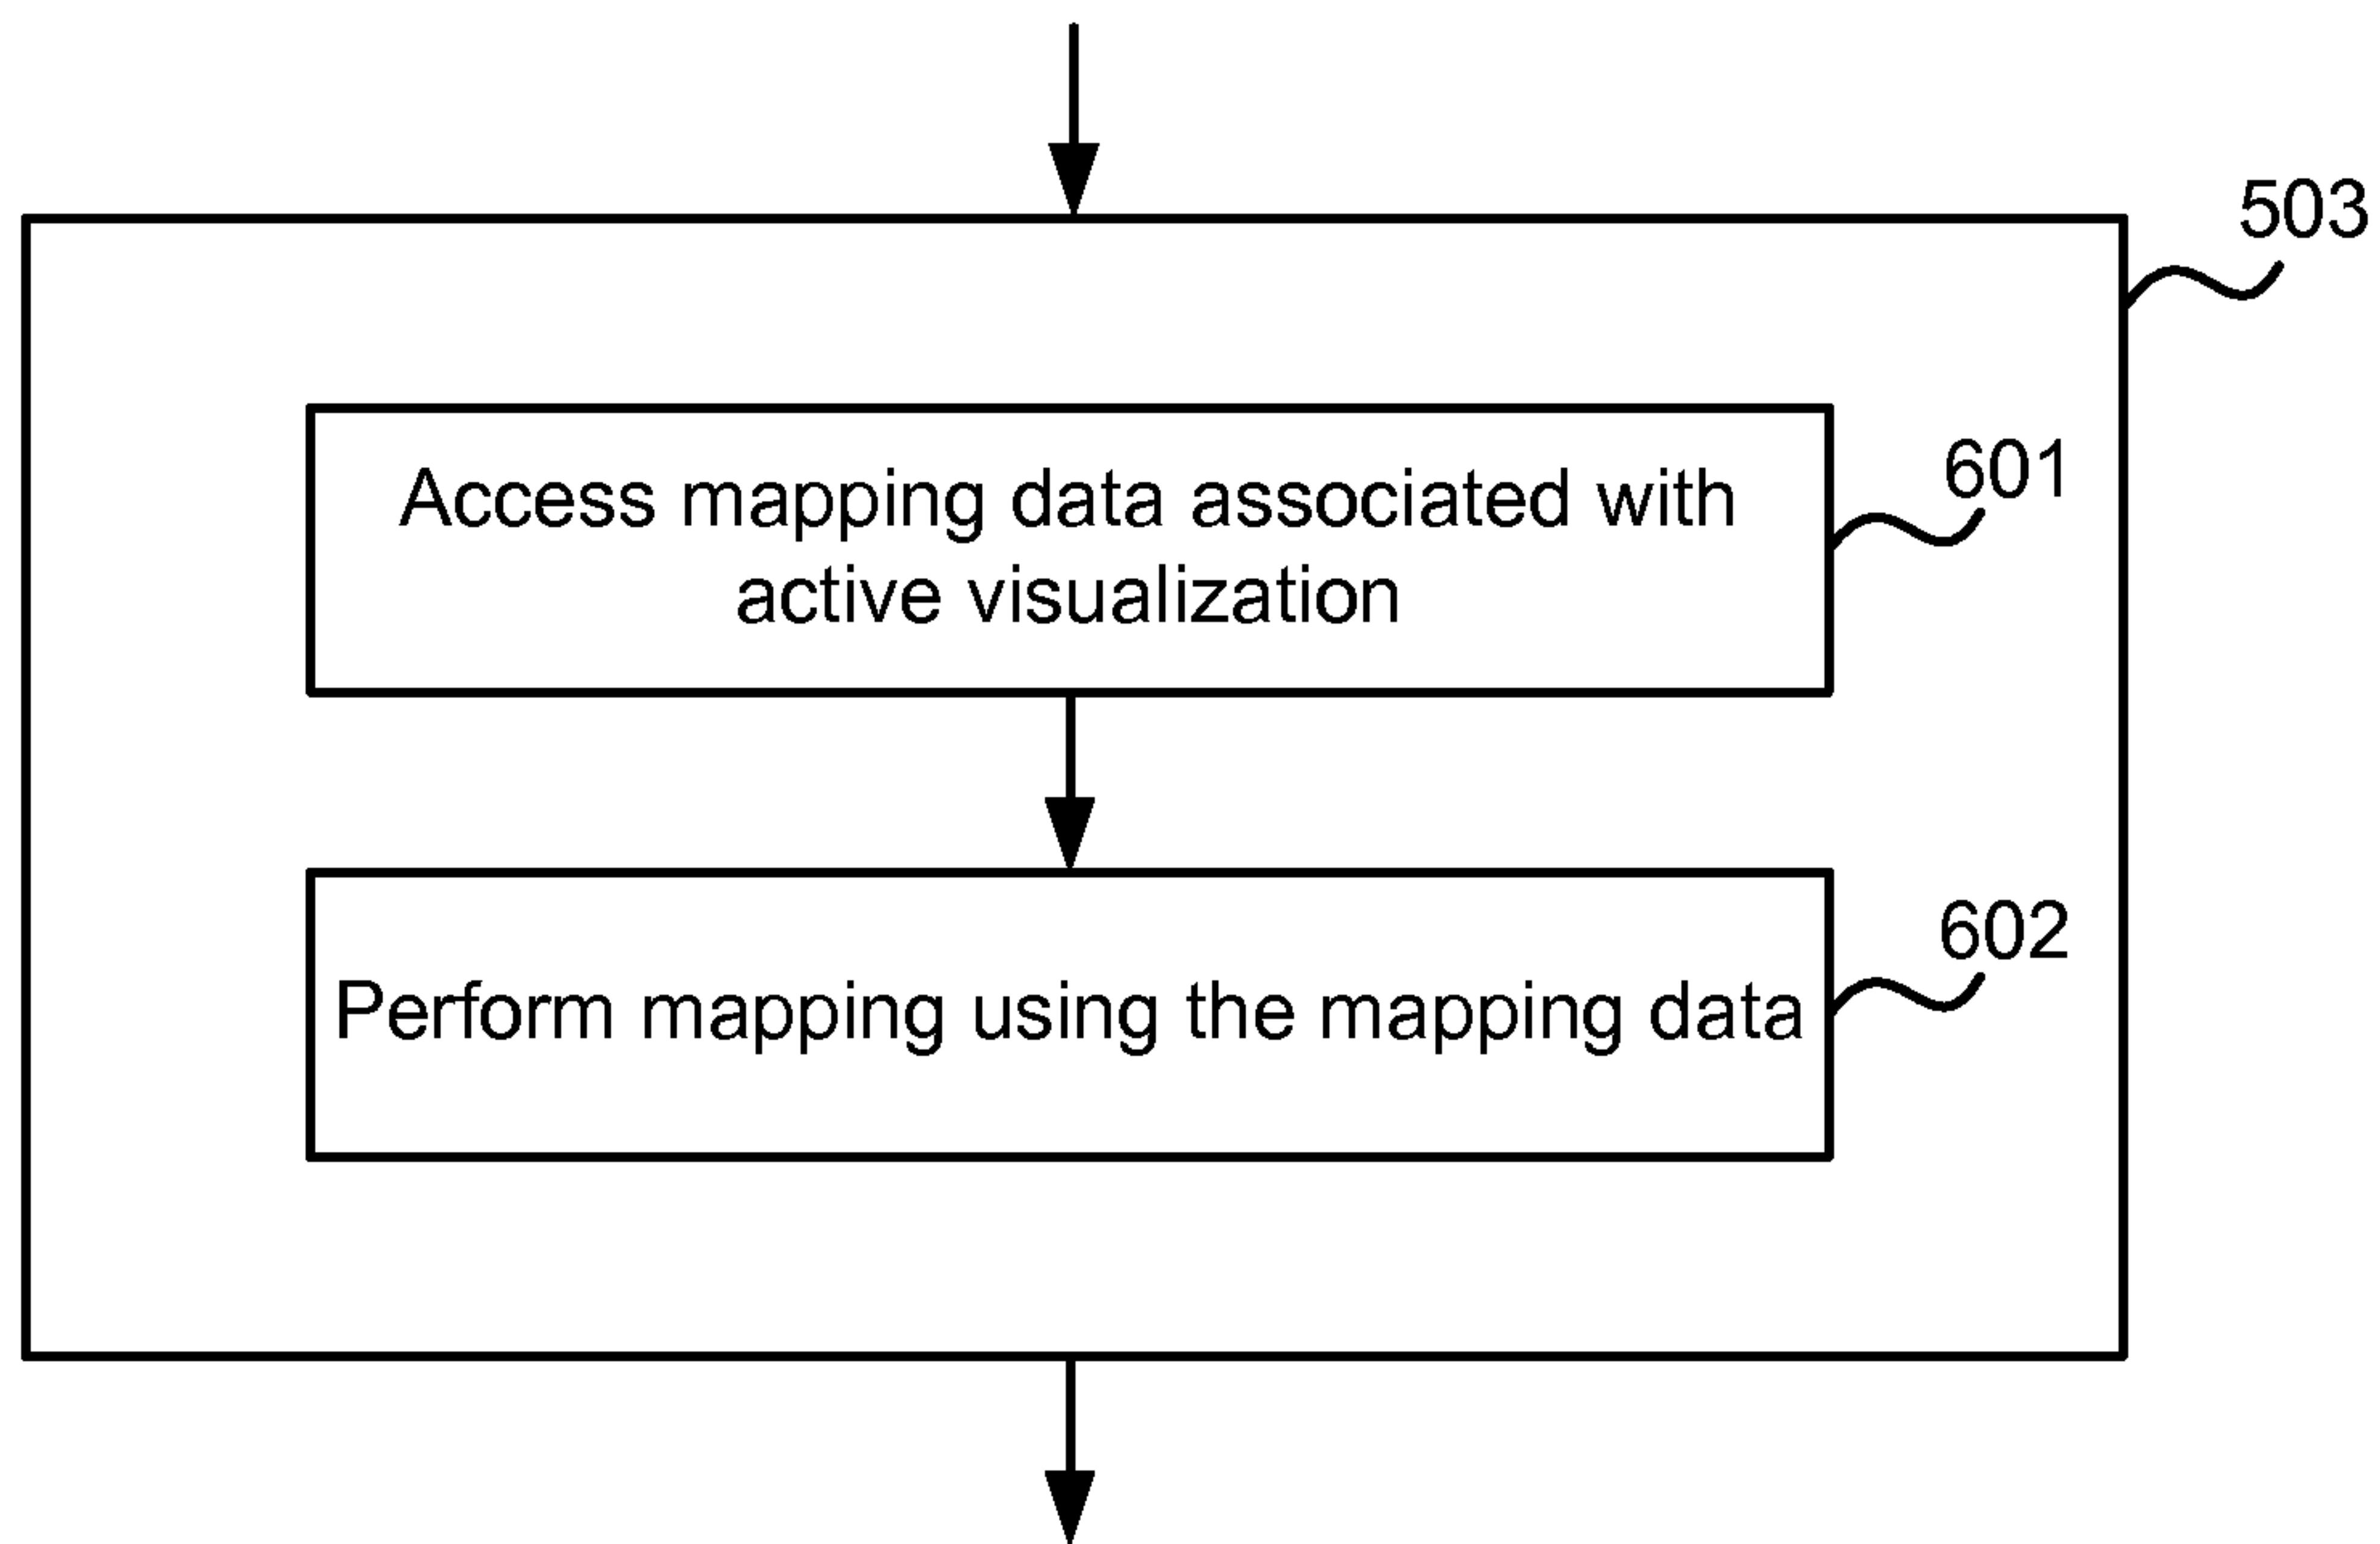 503
Access mapping data associated with
active visualization
601
Perform mapping using the mapping data
602